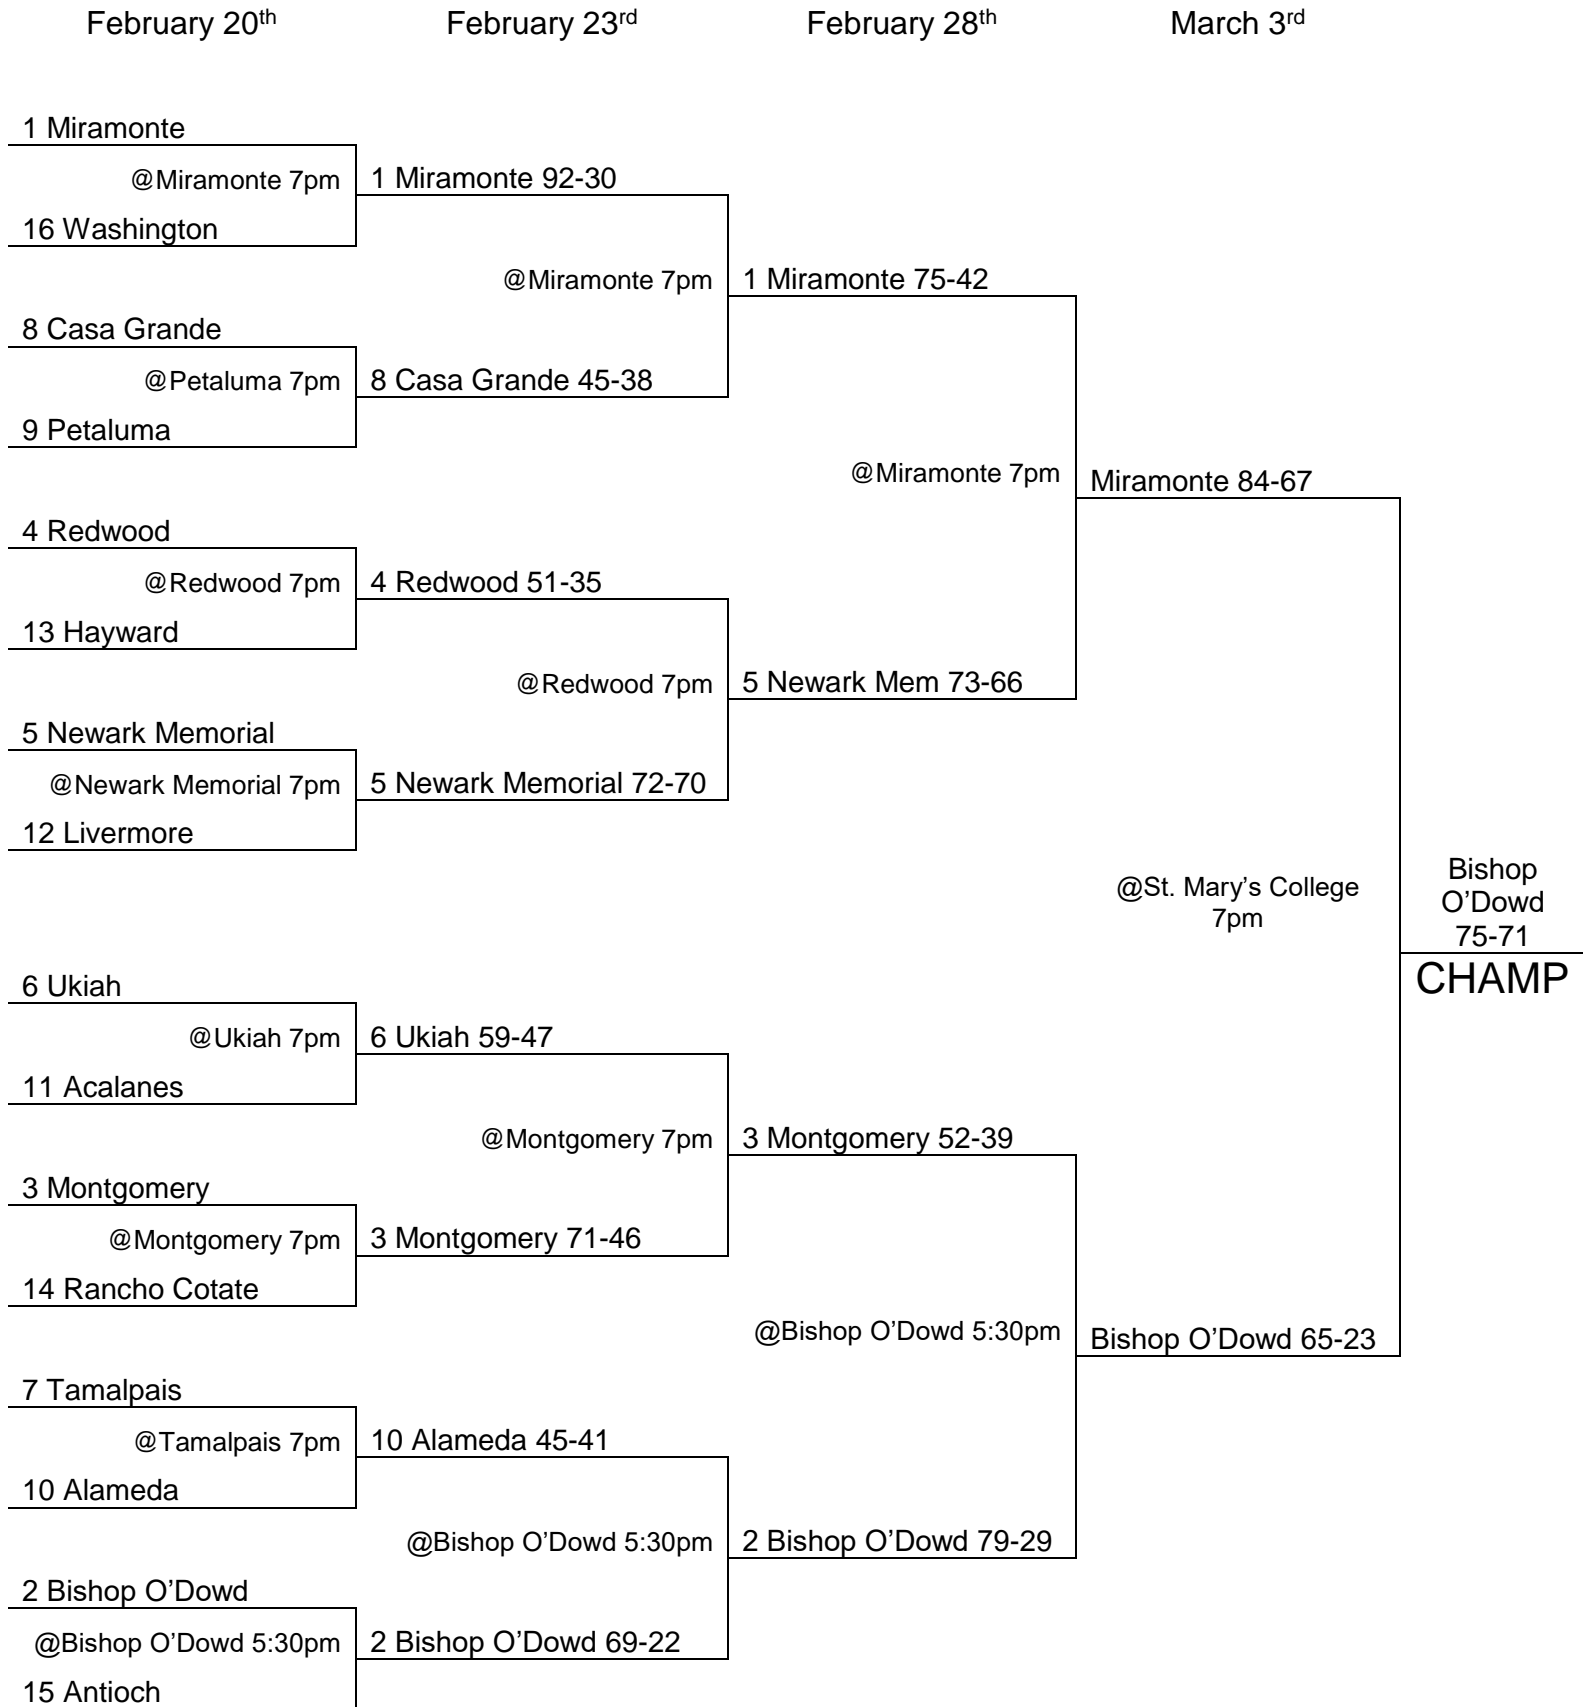 February 20th
February 23rd
February 28th
March 3rd
1 Miramonte
@Miramonte 7pm
1 Miramonte 92-30
16 Washington
@Miramonte 7pm
1 Miramonte 75-42
8 Casa Grande
@Petaluma 7pm
8 Casa Grande 45-38
9 Petaluma
@Miramonte 7pm
Miramonte 84-67
4 Redwood
@Redwood 7pm
4 Redwood 51-35
13 Hayward
@Redwood 7pm
5 Newark Mem 73-66
5 Newark Memorial
@Newark Memorial 7pm
5 Newark Memorial 72-70
12 Livermore
@St. Mary’s College
7pm
Bishop
O’Dowd
75-71
CHAMP
6 Ukiah
@Ukiah 7pm
6 Ukiah 59-47
11 Acalanes
@Montgomery 7pm
3 Montgomery 52-39
3 Montgomery
@Montgomery 7pm
3 Montgomery 71-46
14 Rancho Cotate
@Bishop O’Dowd 5:30pm
Bishop O’Dowd 65-23
7 Tamalpais
@Tamalpais 7pm
10 Alameda 45-41
10 Alameda
@Bishop O’Dowd 5:30pm
2 Bishop O’Dowd 79-29
2 Bishop O’Dowd
@Bishop O’Dowd 5:30pm
2 Bishop O’Dowd 69-22
15 Antioch